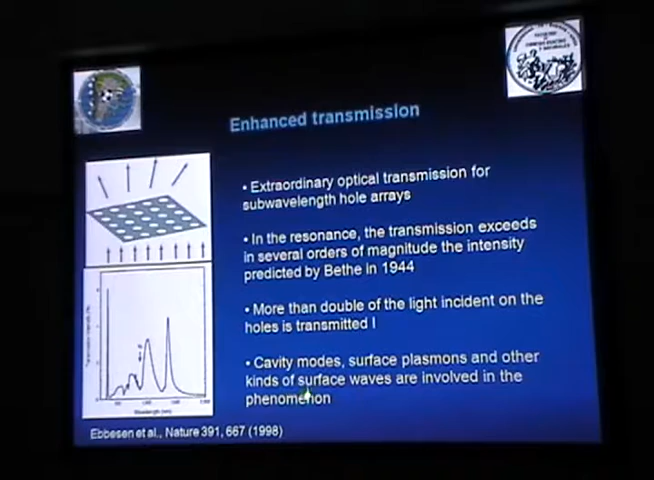 Enhanced transmission
• Extraordinary optical transmission for
subwavelength hole arrays
• In the resonance, the transmission exceeds
in several orders of magnitude the intensity
predicted by Bethe in 1944
• More than double of the light incident on the
holes is transmitted !
• Cavity modes, surface plasmons and other
kinds of surface waves are involved in the
phenomenon
Wavelength (nm)
Ebbesen et al., Nature 391, 667 (1998)